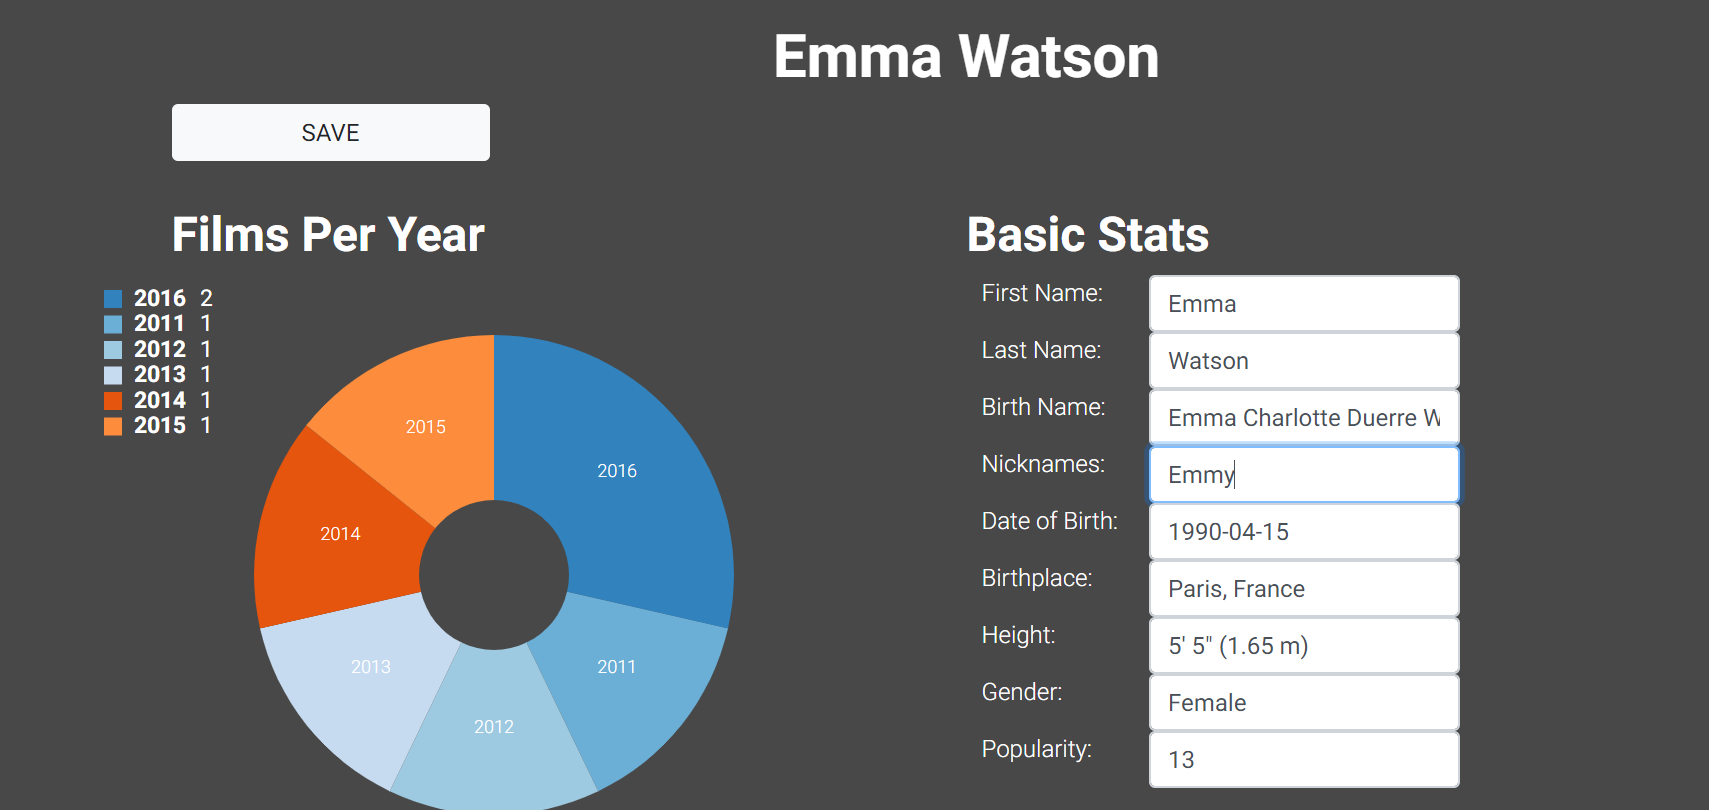 Emma Watson
SAVE
Films Per Year
2016 2
2011 1
2012 1
2013 1
2014 1
2015 1
2015
2016
2014
2013
2011
2012
Basic Stats
First Name: Emma
Last Name: Watson
Birth Name: Emma Charlotte Duerre W
Nicknames: Emmy
Date of Birth: 1990-04-15
Birthplace: Paris, France
Height: 5' 5" (1.65 m)
Gender: Female
Popularity: 13